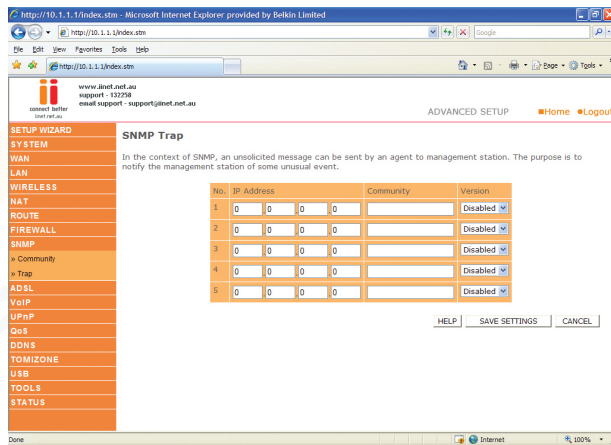 http://10.1.1.1/index.stm - Microsoft Internet Explorer provided by Belkin Limited
http://10.1.1.1/index.stm
Google
File Edit View Favorites Tools Help
http://10.1.1.1/index.stm
Page Tools
www.iinet.net.au
support - 132258
email support - support@iinet.net.au
connect better
iinet.net.au
ADVANCED SETUP Home Logout
SETUP WIZARD
SYSTEM
WAN
LAN
WIRELESS
NAT
ROUTE
FIREWALL
SNMP
» Community
» Trap
ADSL
VoIP
UPnP
QoS
DDNS
TOMIZONE
USB
TOOLS
STATUS
SNMP Trap
In the context of SNMP, an unsolicited message can be sent by an agent to management station. The purpose is to
notify the management station of some unusual event.
No. IP Address Community Version
1 0 .0 .0 .0 Disabled
2 0 .0 .0 .0 Disabled
3 0 .0 .0 .0 Disabled
4 0 .0 .0 .0 Disabled
5 0 .0 .0 .0 Disabled
HELP SAVE SETTINGS CANCEL
Done Internet 100%